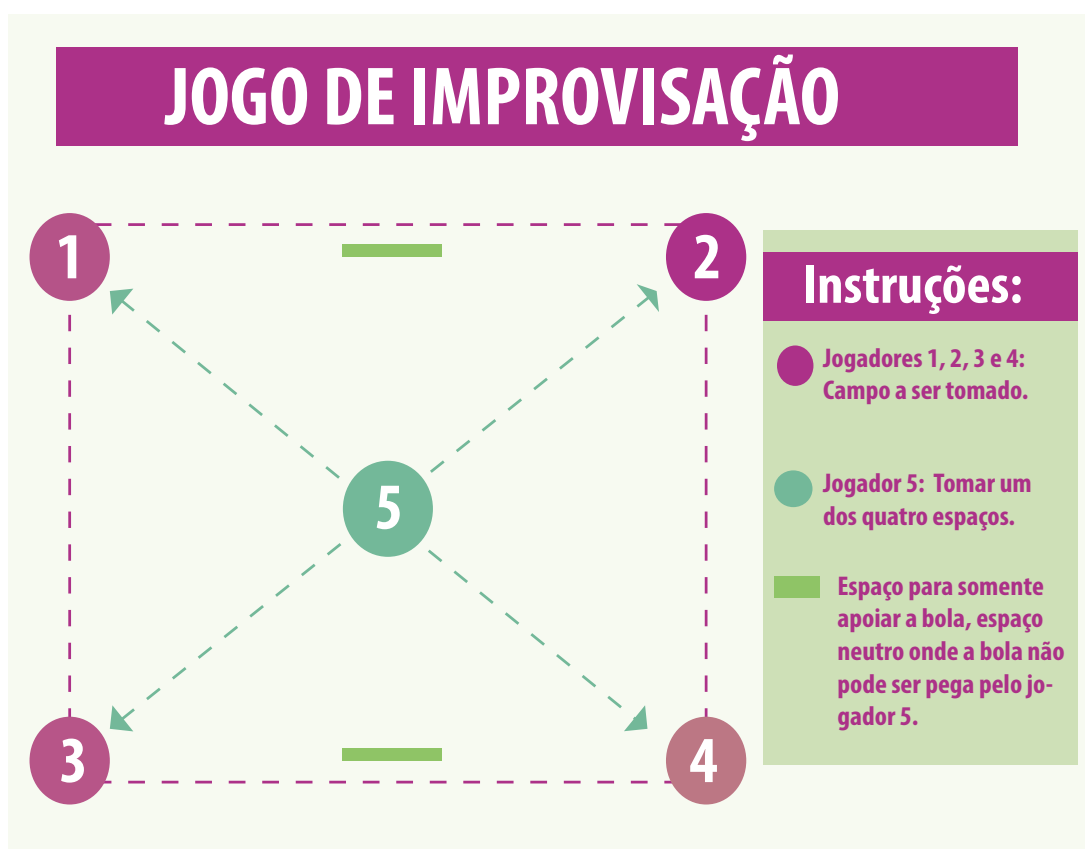 JOGO DE IMPROVISAÇÃO
1
2
5
3
4
Instruções:
Jogadores 1, 2, 3 e 4:
Campo a ser tomado.
Jogador 5: Tomar um
dos quatro espaços.
Espaço para somente
apoiar a bola, espaço
neutro onde a bola não
pode ser pega pelo jo-
gador 5.